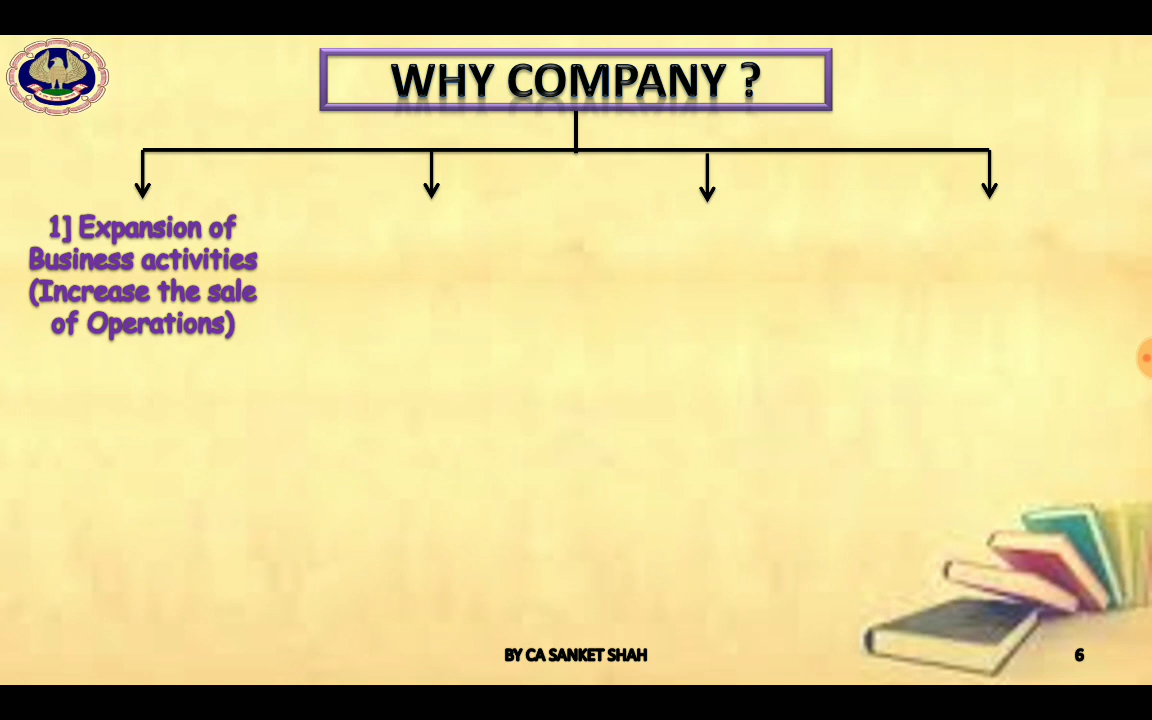 WHY COMPANY ?
1] Expansion of
Business activities
(Increase the sale
of Operations)
BY CA SANKET SHAH
6